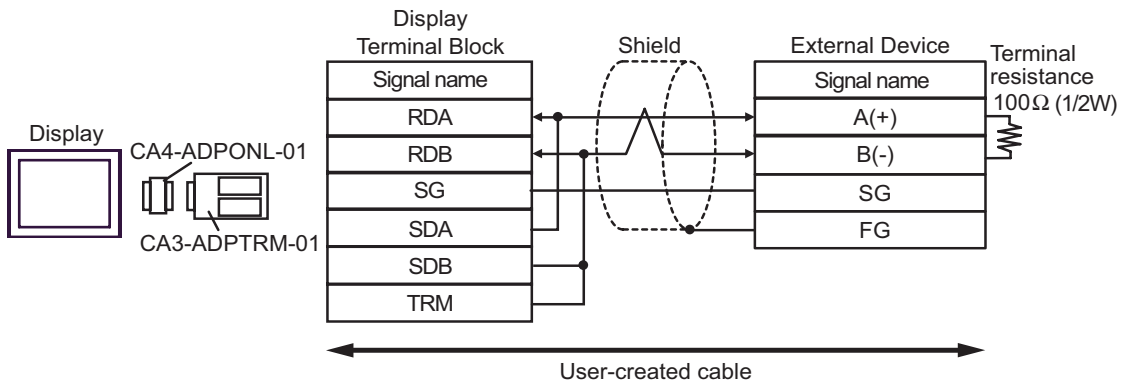 Display
Terminal Block
Shield
External Device
Terminal
resistance
100Ω (1/2W)
Signal name
Signal name
RDA
A(+)
Display
CA4-ADPONL-01
RDB
B(-)
SG
SG
CA3-ADPTRM-01
SDA
FG
SDB
TRM
User-created cable